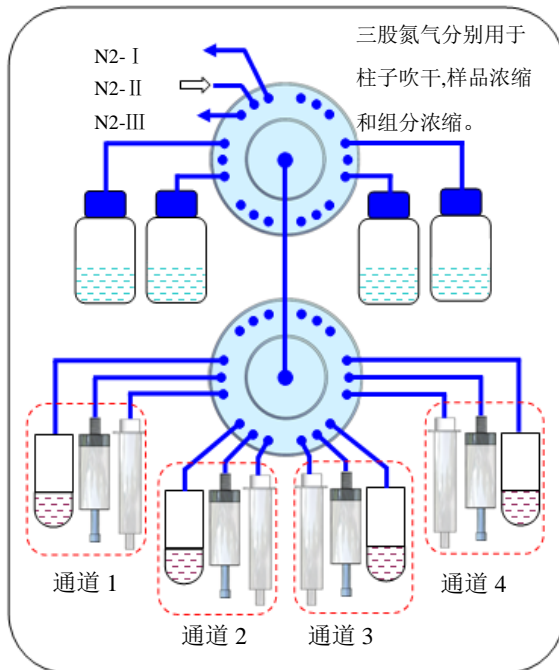 N2-Ⅰ
N2-Ⅱ
N2-III
三股氮气分别用于
柱子吹干,样品浓缩
和组分浓缩。
通道 1
通道 2
通道 3
通道 4